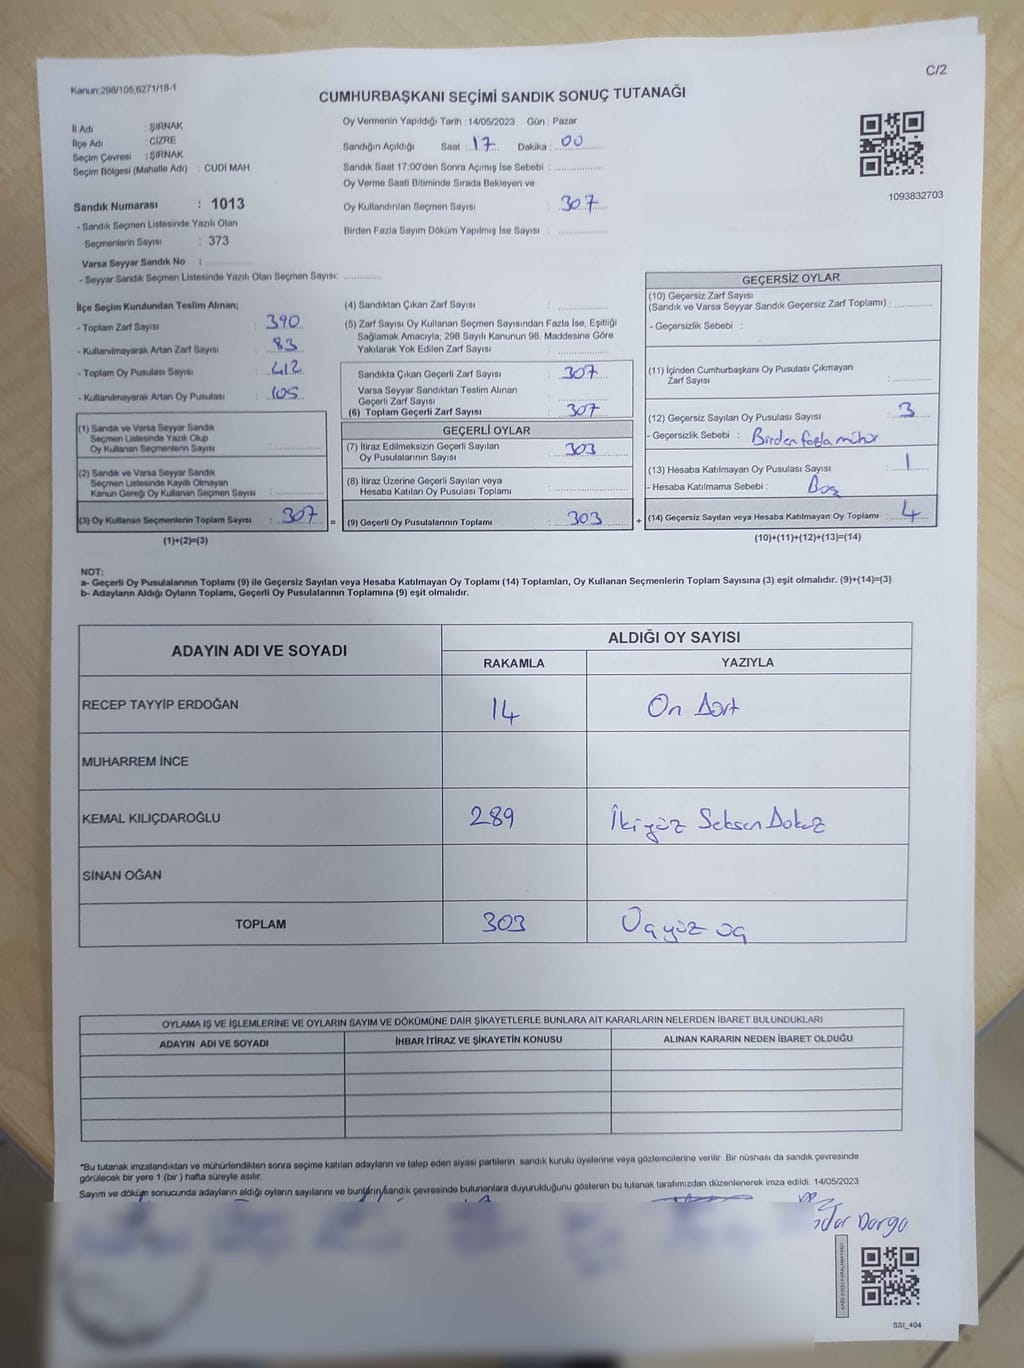 C/2
Kanun:298/105,6271/18-1
CUMHURBAŞKANI SEÇİMİ SANDIK SONUÇ TUTANAĞI
İl Adı : ŞIRNAK
İlçe Adı : CİZRE
Seçim Çevresi : ŞIRNAK
Seçim Bölgesi (Mahalle Adı) : CUDİ MAH
Sandık Numarası : 1013
- Sandık Seçmen Listesinde Yazılı Olan
Seçmenlerin Sayısı : 373
Varsa Seyyar Sandık No :
- Seyyar Sandık Seçmen Listesinde Yazılı Olan Seçmen Sayısı:
Oy Vermenin Yapıldığı Tarih : 14/05/2023 Gün : Pazar
Sandığın Açıldığı Saat : 17 Dakika : 00
Sandık Saat 17:00'den Sonra Açımış İse Sebebi :
Oy Verme Saati Bitiminde Sırada Bekleyen ve
Oy Kullandırılan Seçmen Sayısı : 307
Birden Fazla Sayım Döküm Yapılmış İse Sayısı :
1093832703
İlçe Seçim Kurulundan Teslim Alınan;
- Toplam Zarf Sayısı : 390
- Kullanılmayarak Artan Zarf Sayısı : 83
- Toplam Oy Pusulası Sayısı : 412
- Kullanılmayarak Artan Oy Pusulası : 105
(1) Sandık ve Varsa Seyyar Sandık
Seçmen Listesinde Yazılı Olup
Oy Kullanan Seçmen Sayısı :
(2) Sandık ve Varsa Seyyar Sandık
Seçmen Listesinde Kayıtlı Olmayan
Kanun Gereği Oy Kullanan Seçmen Sayısı :
(3) Oy Kullanan Seçmenlerin Toplam Sayısı : 307
(1)+(2)=(3)
(4) Sandıktan Çıkan Zarf Sayısı :
(5) Zarf Sayısı Oy Kullanan Seçmen Sayısından Fazla İse, Eşitliği
Sağlamak Amacıyla; 298 Sayılı Kanunun 98. Maddesine Göre
Yakılarak Yok Edilen Zarf Sayısı :
Sandıkta Çıkan Geçerli Zarf Sayısı : 307
Varsa Seyyar Sandıktan Teslim Alınan
Geçerli Zarf Sayısı :
(6) Toplam Geçerli Zarf Sayısı : 307
GEÇERLİ OYLAR
(7) İtiraz Edilmeksizin Geçerli Sayılan
Oy Pusulalarının Sayısı : 303
(8) İtiraz Üzerine Geçerli Sayılan veya
Hesaba Katılan Oy Pusulası Toplamı :
= (9) Geçerli Oy Pusulalarının Toplamı : 303 +
GEÇERSİZ OYLAR
(10) Geçersiz Zarf Sayısı
(Sandık ve Varsa Seyyar Sandık Geçersiz Zarf Toplamı) :
- Geçersizlik Sebebi :
(11) İçinden Cumhurbaşkanı Oy Pusulası Çıkmayan
Zarf Sayısı :
(12) Geçersiz Sayılan Oy Pusulası Sayısı : 3
- Geçersizlik Sebebi : Birden fazla mühür
(13) Hesaba Katılmayan Oy Pusulası Sayısı : 1
- Hesaba Katılmama Sebebi : Boş
(14) Geçersiz Sayılan veya Hesaba Katılmayan Oy Toplamı : 4
(10)+(11)+(12)+(13)=(14)
NOT:
a- Geçerli Oy Pusulalarının Toplamı (9) ile Geçersiz Sayılan veya Hesaba Katılmayan Oy Toplamı (14) Toplamları, Oy Kullanan Seçmenlerin Toplam Sayısına (3) eşit olmalıdır. (9)+(14)=(3)
b- Adayların Aldığı Oyların Toplamı, Geçerli Oy Pusulalarının Toplamına (9) eşit olmalıdır.
ADAYIN ADI VE SOYADI ALDIĞI OY SAYISI
RAKAMLA YAZIYLA
RECEP TAYYİP ERDOĞAN 14 On Dört
MUHARREM İNCE
KEMAL KILIÇDAROĞLU 289 İkiyüz Seksen Dokuz
SİNAN OĞAN
TOPLAM 303 Üçyüz üç
OYLAMA İŞ VE İŞLEMLERİNE VE OYLARIN SAYIM VE DÖKÜMÜNE DAİR ŞİKAYETLERLE BUNLARA AİT KARARLARIN NELERDEN İBARET BULUNDUKLARI
ADAYIN ADI VE SOYADI İHBAR İTİRAZ VE ŞİKAYETİN KONUSU ALINAN KARARIN NEDEN İBARET OLDUĞU
"Bu tutanak imzalandıktan ve mühürlendikten sonra seçime katılan adayların ve talep eden siyasi partilerin sandık kurulu üyelerine veya gözlemcilerine verilir .Bir nüshası da sandık çevresinde
görülecek bir yere 1 (bir ) hafta süreyle asılır.
Sayım ve döküm sonucunda adayların aldığı oyların sayılarını ve bunların sandık çevresinde bulunanlara duyurulduğunu gösteren bu tutanak tarafımızdan düzenlenerek imza edildi. 14/05/2023
SSI_404